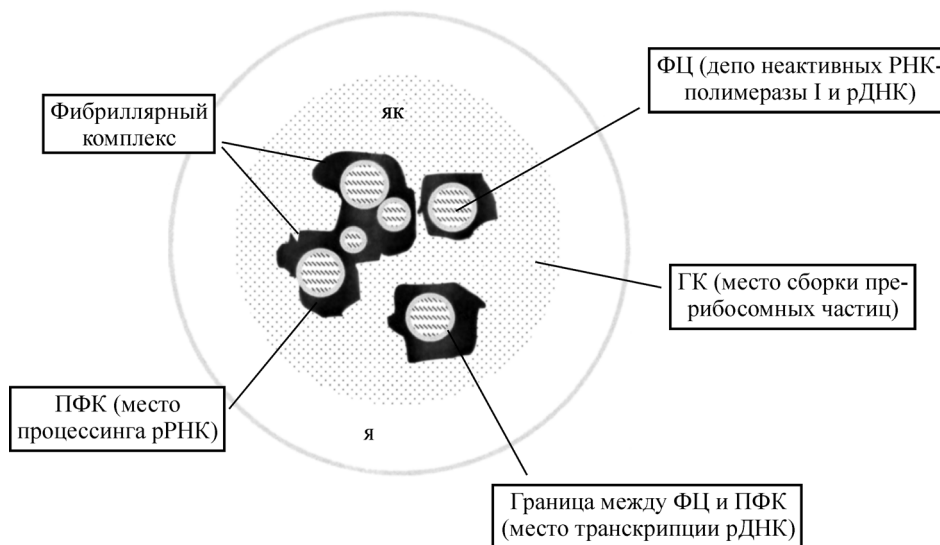 ФЦ (депо неактивных РНК-
полимеразы I и рДНК)
Фибриллярный
комплекс
як
ГК (место сборки пре-
рибосомных частиц)
ПФК (место
процессинга рРНК)
я
Граница между ФЦ и ПФК
(место транскрипции рДНК)